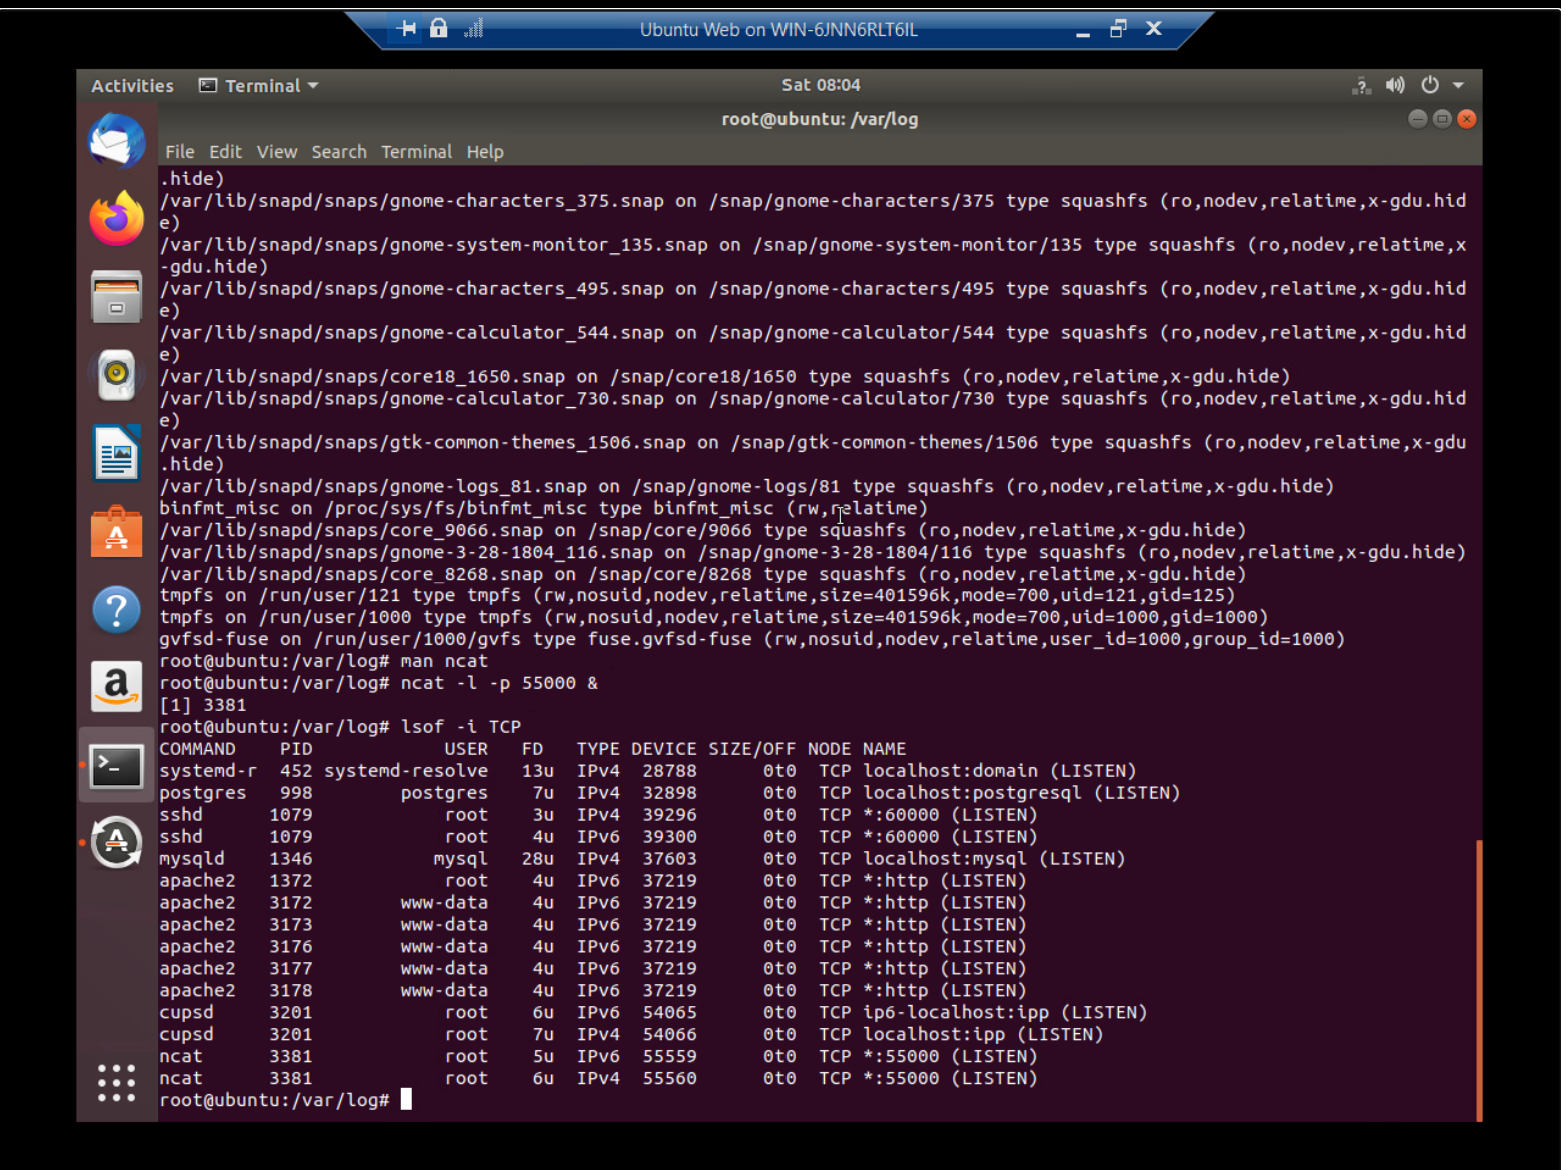 Ubuntu Web on WIN-6JNN6RLT6IL
Activities Terminal Sat 08:04
root@ubuntu: /var/log
File Edit View Search Terminal Help
.hide)
/var/lib/snapd/snaps/gnome-characters_375.snap on /snap/gnome-characters/375 type squashfs (ro,nodev,relatime,x-gdu.hid
e)
/var/lib/snapd/snaps/gnome-system-monitor_135.snap on /snap/gnome-system-monitor/135 type squashfs (ro,nodev,relatime,x
-gdu.hide)
/var/lib/snapd/snaps/gnome-characters_495.snap on /snap/gnome-characters/495 type squashfs (ro,nodev,relatime,x-gdu.hid
e)
/var/lib/snapd/snaps/gnome-calculator_544.snap on /snap/gnome-calculator/544 type squashfs (ro,nodev,relatime,x-gdu.hid
e)
/var/lib/snapd/snaps/core18_1650.snap on /snap/core18/1650 type squashfs (ro,nodev,relatime,x-gdu.hide)
/var/lib/snapd/snaps/gnome-calculator_730.snap on /snap/gnome-calculator/730 type squashfs (ro,nodev,relatime,x-gdu.hid
e)
/var/lib/snapd/snaps/gtk-common-themes_1506.snap on /snap/gtk-common-themes/1506 type squashfs (ro,nodev,relatime,x-gdu
.hide)
/var/lib/snapd/snaps/gnome-logs_81.snap on /snap/gnome-logs/81 type squashfs (ro,nodev,relatime,x-gdu.hide)
binfmt_misc on /proc/sys/fs/binfmt_misc type binfmt_misc (rw,relatime)
/var/lib/snapd/snaps/core_9066.snap on /snap/core/9066 type squashfs (ro,nodev,relatime,x-gdu.hide)
/var/lib/snapd/snaps/gnome-3-28-1804_116.snap on /snap/gnome-3-28-1804/116 type squashfs (ro,nodev,relatime,x-gdu.hide)
/var/lib/snapd/snaps/core_8268.snap on /snap/core/8268 type squashfs (ro,nodev,relatime,x-gdu.hide)
tmpfs on /run/user/121 type tmpfs (rw,nosuid,nodev,relatime,size=401596k,mode=700,uid=121,gid=125)
tmpfs on /run/user/1000 type tmpfs (rw,nosuid,nodev,relatime,size=401596k,mode=700,uid=1000,gid=1000)
gvfsd-fuse on /run/user/1000/gvfs type fuse.gvfsd-fuse (rw,nosuid,nodev,relatime,user_id=1000,group_id=1000)
root@ubuntu:/var/log# man ncat
root@ubuntu:/var/log# ncat -l -p 55000 &
[1] 3381
root@ubuntu:/var/log# lsof -i TCP
COMMAND PID USER FD TYPE DEVICE SIZE/OFF NODE NAME
systemd-r 452 systemd-resolve 13u IPv4 28788 0t0 TCP localhost:domain (LISTEN)
postgres 998 postgres 7u IPv4 32898 0t0 TCP localhost:postgresql (LISTEN)
sshd 1079 root 3u IPv4 39296 0t0 TCP *:60000 (LISTEN)
sshd 1079 root 4u IPv6 39300 0t0 TCP *:60000 (LISTEN)
mysqld 1346 mysql 28u IPv4 37603 0t0 TCP localhost:mysql (LISTEN)
apache2 1372 root 4u IPv6 37219 0t0 TCP *:http (LISTEN)
apache2 3172 www-data 4u IPv6 37219 0t0 TCP *:http (LISTEN)
apache2 3173 www-data 4u IPv6 37219 0t0 TCP *:http (LISTEN)
apache2 3176 www-data 4u IPv6 37219 0t0 TCP *:http (LISTEN)
apache2 3177 www-data 4u IPv6 37219 0t0 TCP *:http (LISTEN)
apache2 3178 www-data 4u IPv6 37219 0t0 TCP *:http (LISTEN)
cupsd 3201 root 6u IPv6 54065 0t0 TCP ip6-localhost:ipp (LISTEN)
cupsd 3201 root 7u IPv4 54066 0t0 TCP localhost:ipp (LISTEN)
ncat 3381 root 5u IPv6 55559 0t0 TCP *:55000 (LISTEN)
ncat 3381 root 6u IPv4 55560 0t0 TCP *:55000 (LISTEN)
root@ubuntu:/var/log#